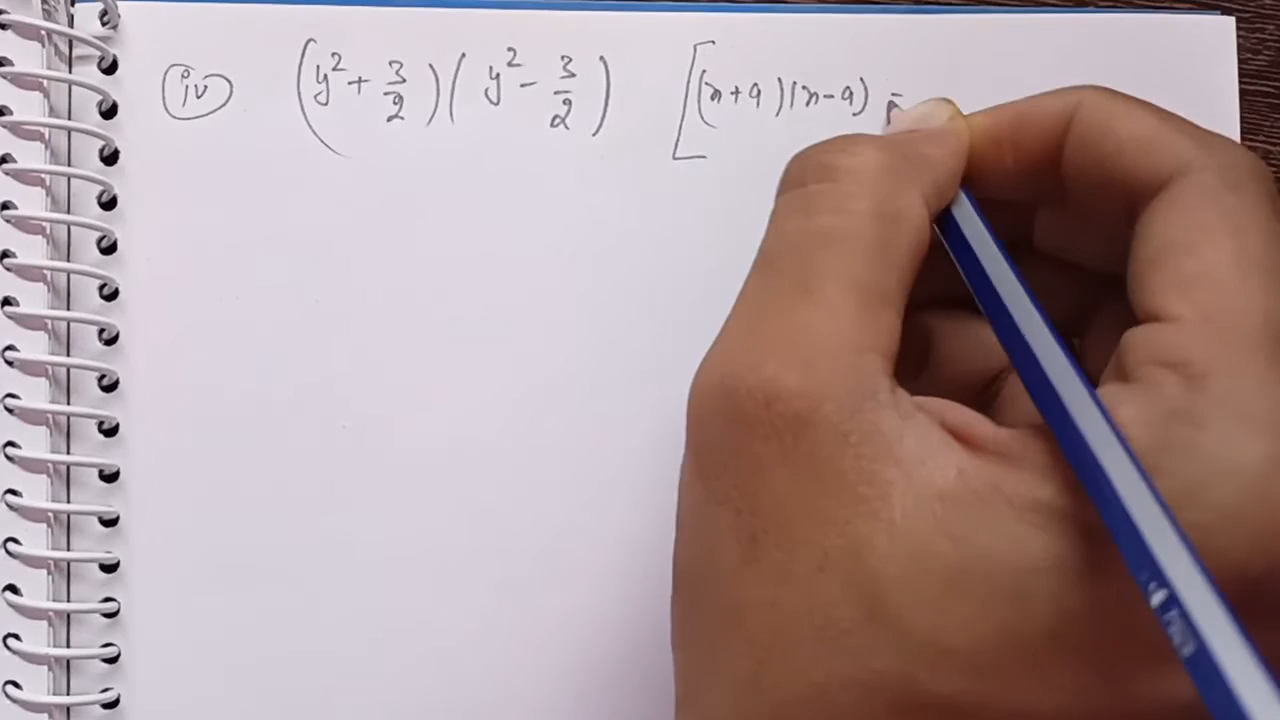 (iv) (y² + 3/2)(y² - 3/2) [(x+a)(x-a) =